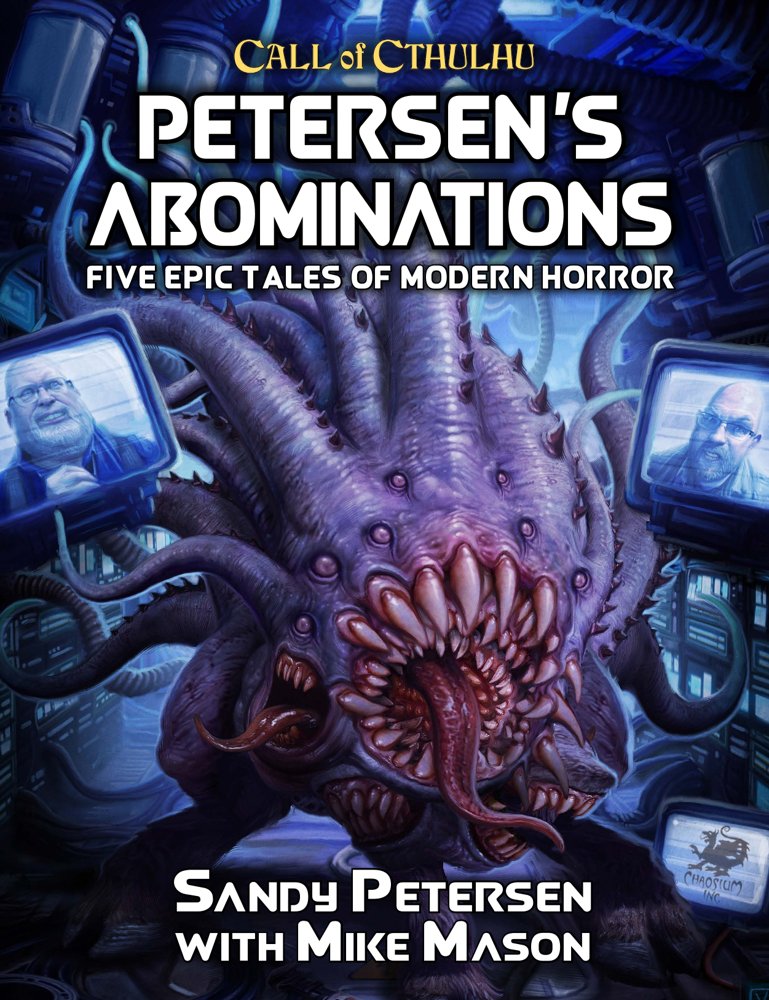 CALL of CTHULHU
PETERSEN'S
ABOMINATIONS
FIVE EPIC TALES OF MODERN HORROR
SANDY PETERSEN
WITH MIKE MASON
CHAOSIUM
INC.